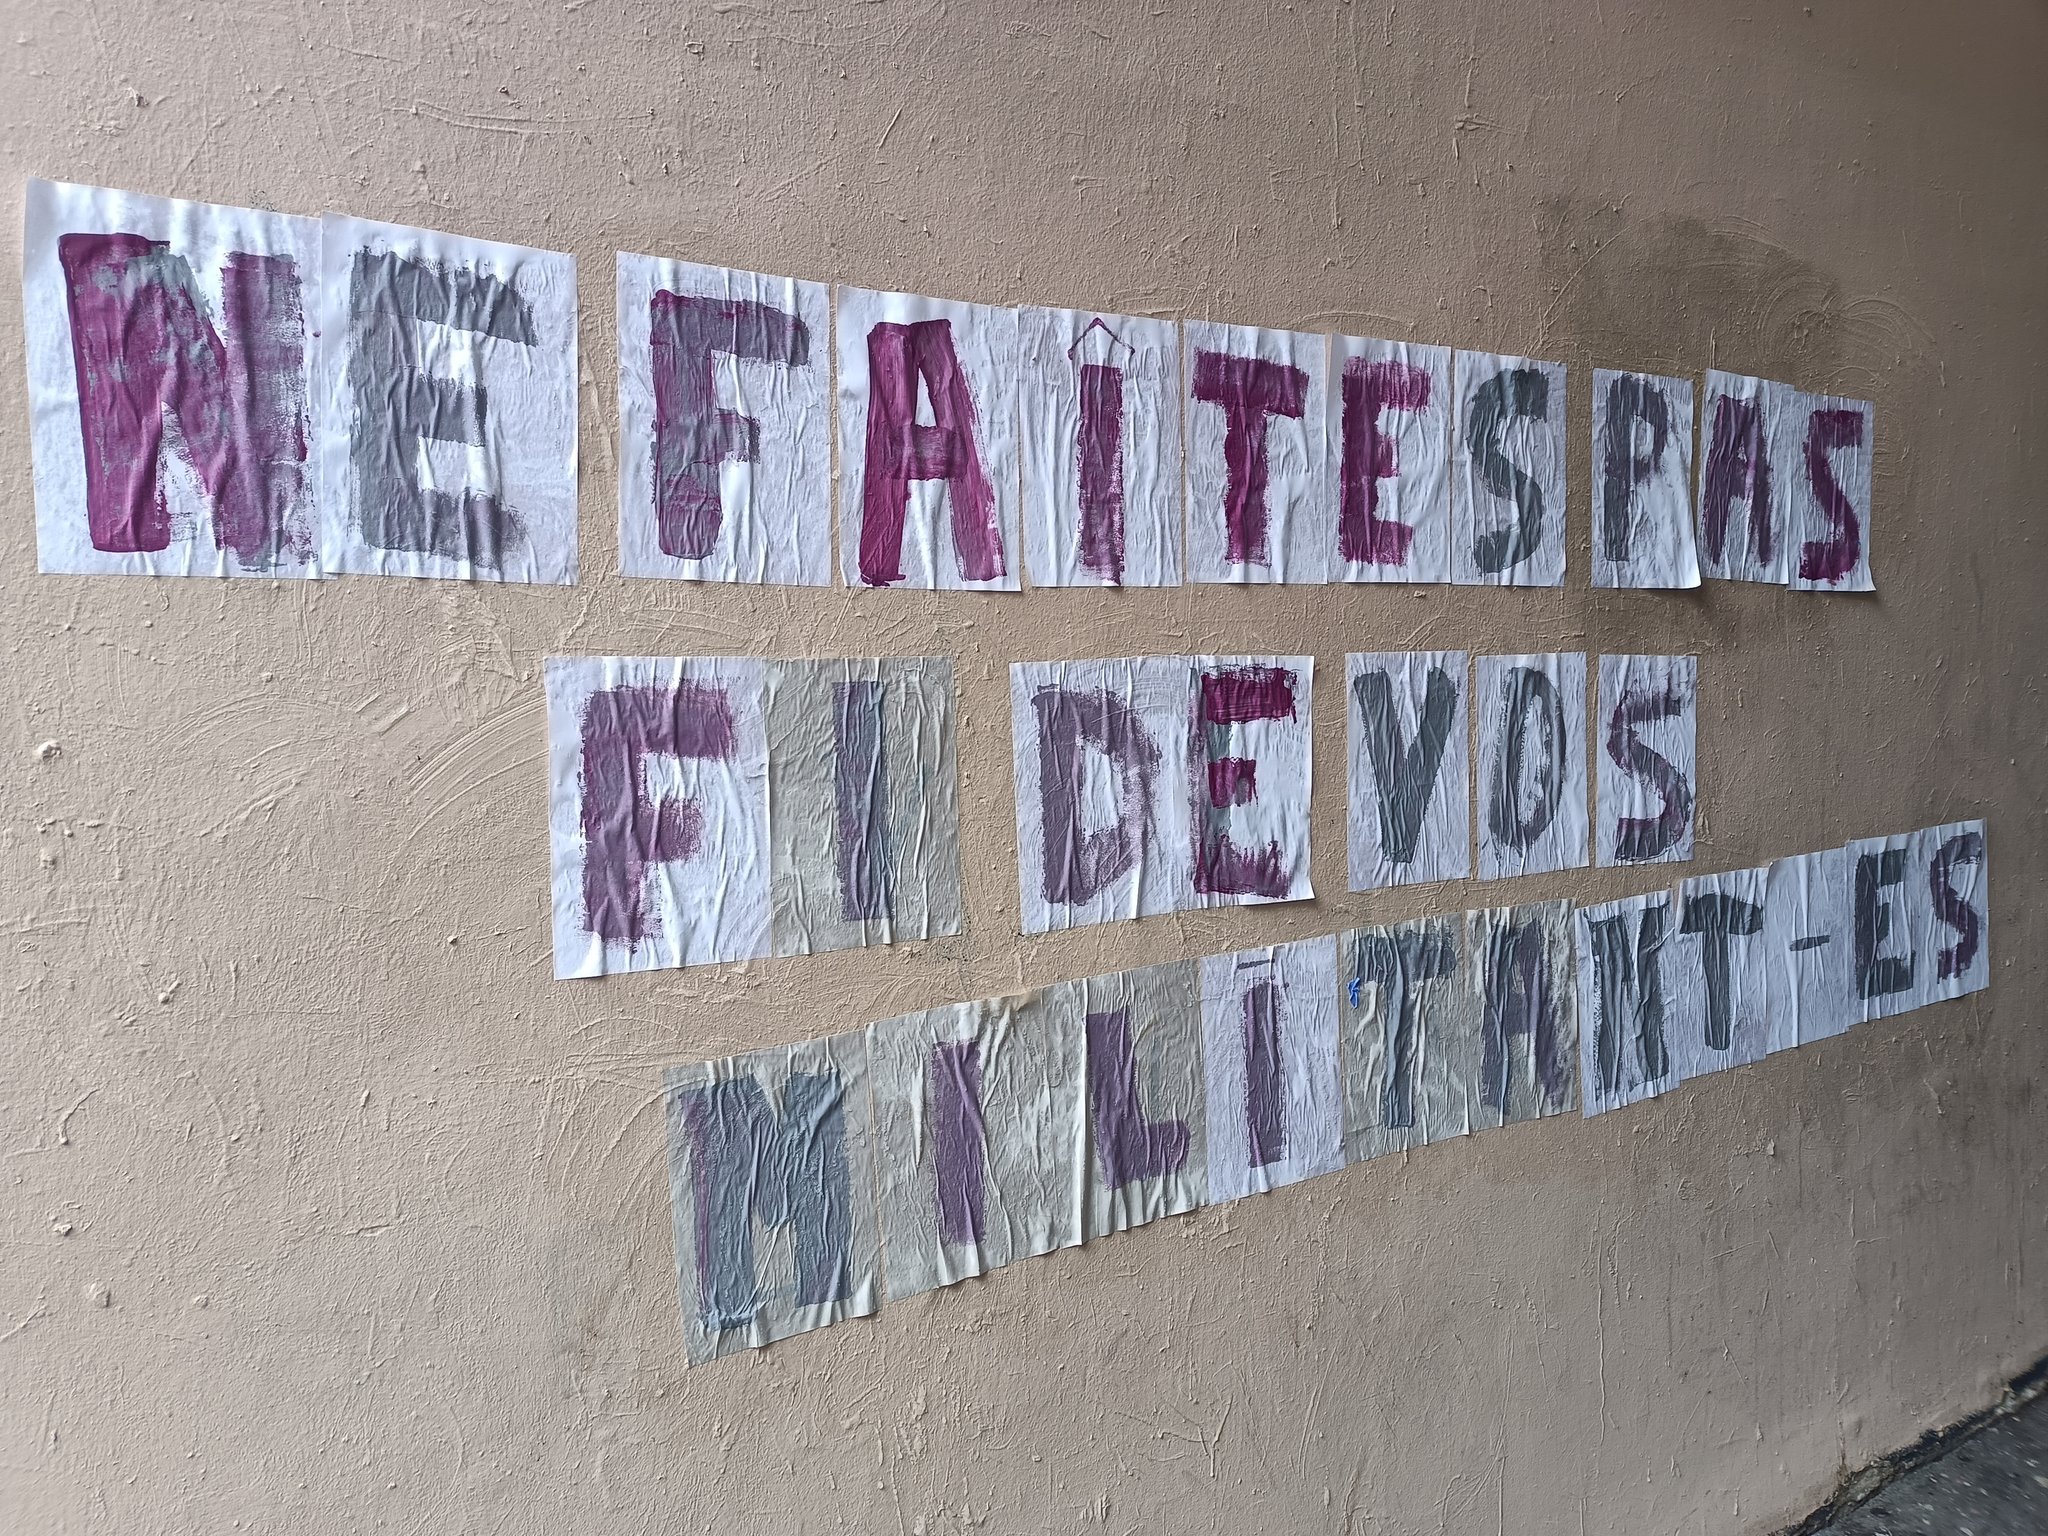 NE FAÎTES PAS
FI DE VOS
MILITANT-ES